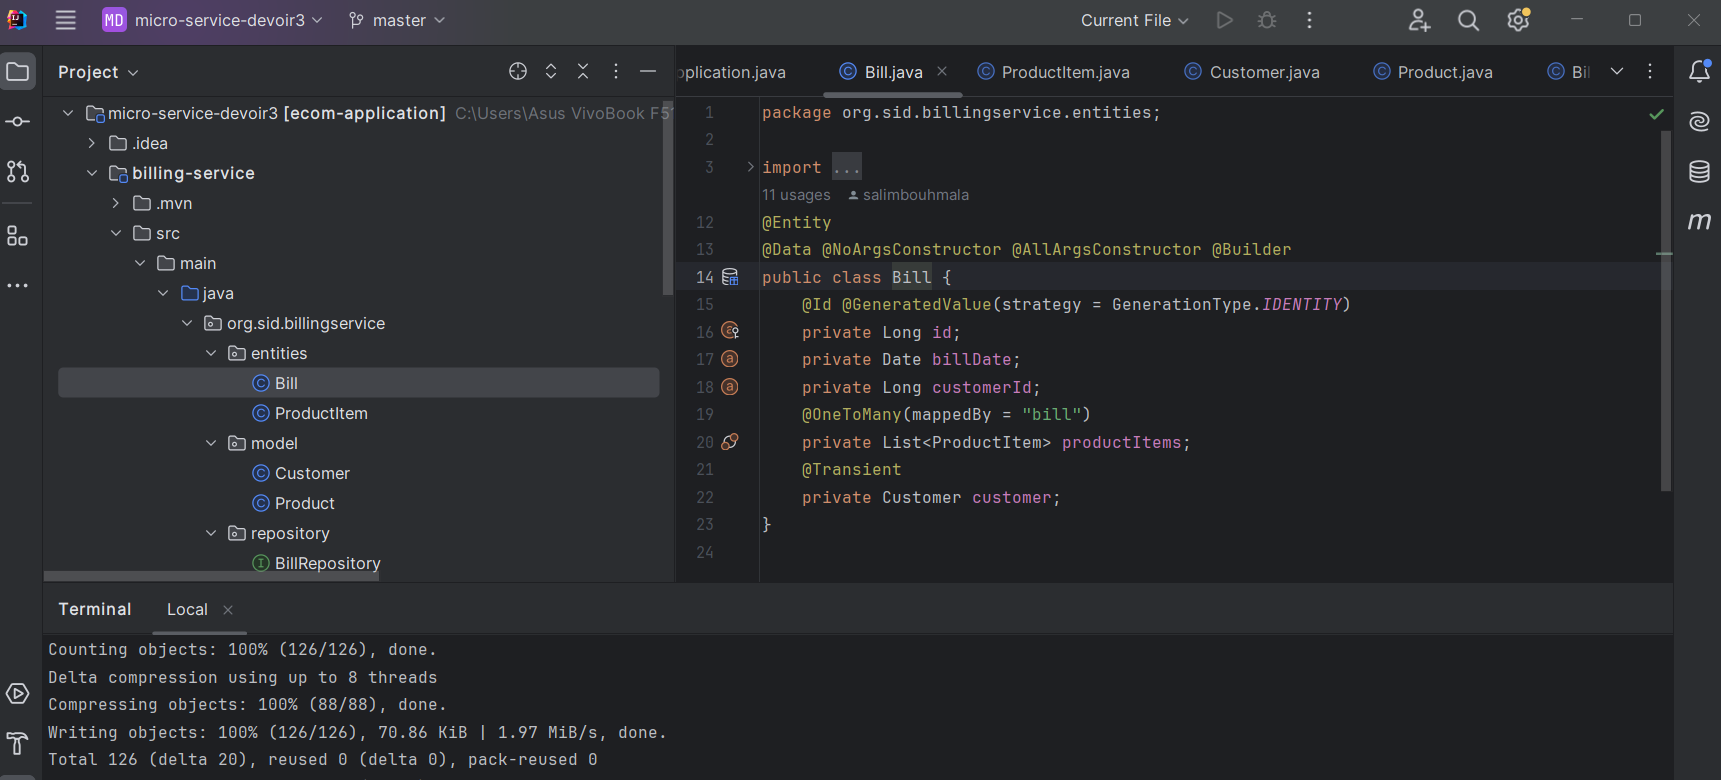 MD micro-service-devoir3 master Current File
Project
micro-service-devoir3 [ecom-application] C:\Users\Asus VivoBook F5
.idea
billing-service
.mvn
src
main
java
org.sid.billingservice
entities
Bill
ProductItem
model
Customer
Product
repository
BillRepository
pplication.java Bill.java ProductItem.java Customer.java Product.java Bi
1 package org.sid.billingservice.entities;
2
3 import ...
11 usages salimbouhmala
12 @Entity
13 @Data @NoArgsConstructor @AllArgsConstructor @Builder
14 public class Bill {
15 @Id @GeneratedValue(strategy = GenerationType.IDENTITY)
16 private Long id;
17 private Date billDate;
18 private Long customerId;
19 @OneToMany(mappedBy = "bill")
20 private List<ProductItem> productItems;
21 @Transient
22 private Customer customer;
23 }
24
m
Terminal Local
Counting objects: 100% (126/126), done.
Delta compression using up to 8 threads
Compressing objects: 100% (88/88), done.
Writing objects: 100% (126/126), 70.86 KiB | 1.97 MiB/s, done.
Total 126 (delta 20), reused 0 (delta 0), pack-reused 0